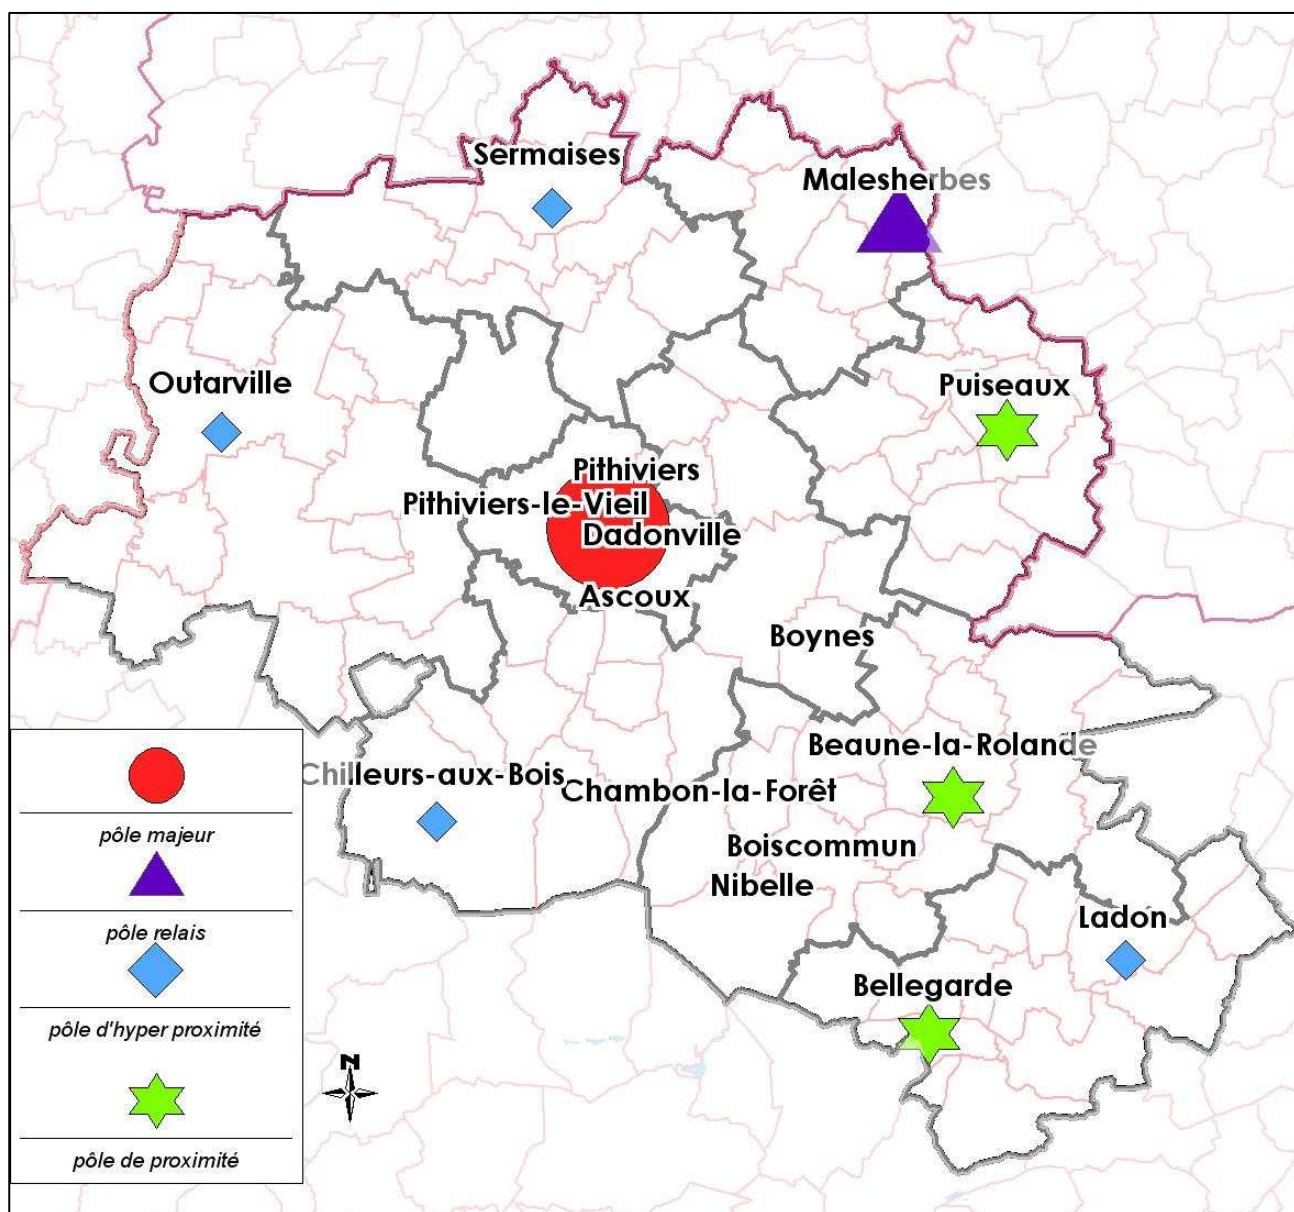 Sermaises
Malesherbes
Outarville
Puiseaux
Pithiviers
Pithiviers-le-Vieil
Dadonville
Ascoux
Boynes
Beaune-la-Rolande
Chilleurs-aux-Bois
Chambon-la-Forêt
Boiscommun
Nibelle
Ladon
Bellegarde
pôle majeur
pôle relais
pôle d'hyper proximité
pôle de proximité
N